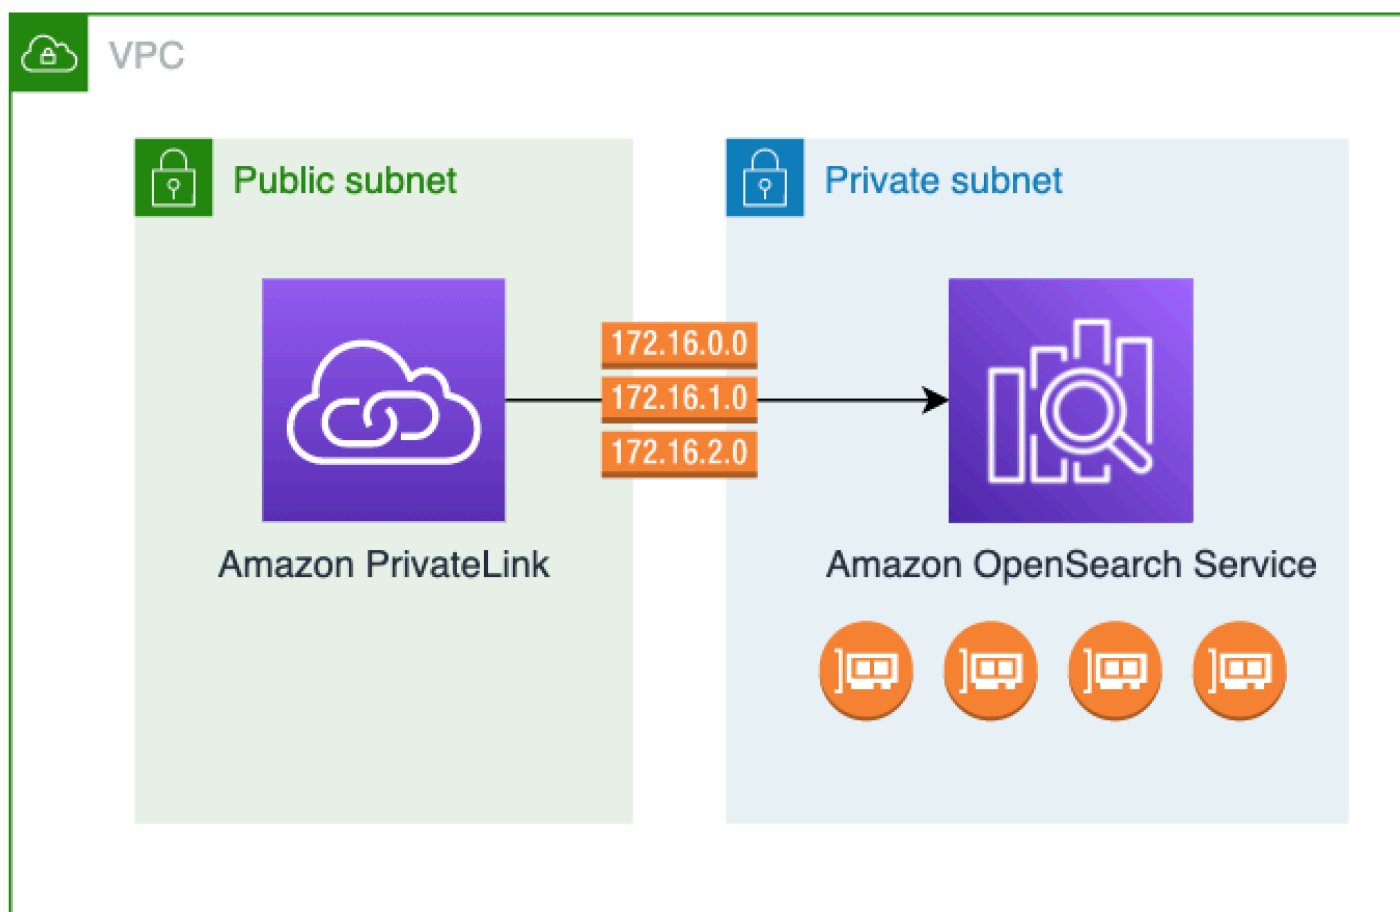 VPC
Public subnet
Private subnet
172.16.0.0
172.16.1.0
172.16.2.0
Amazon PrivateLink
Amazon OpenSearch Service